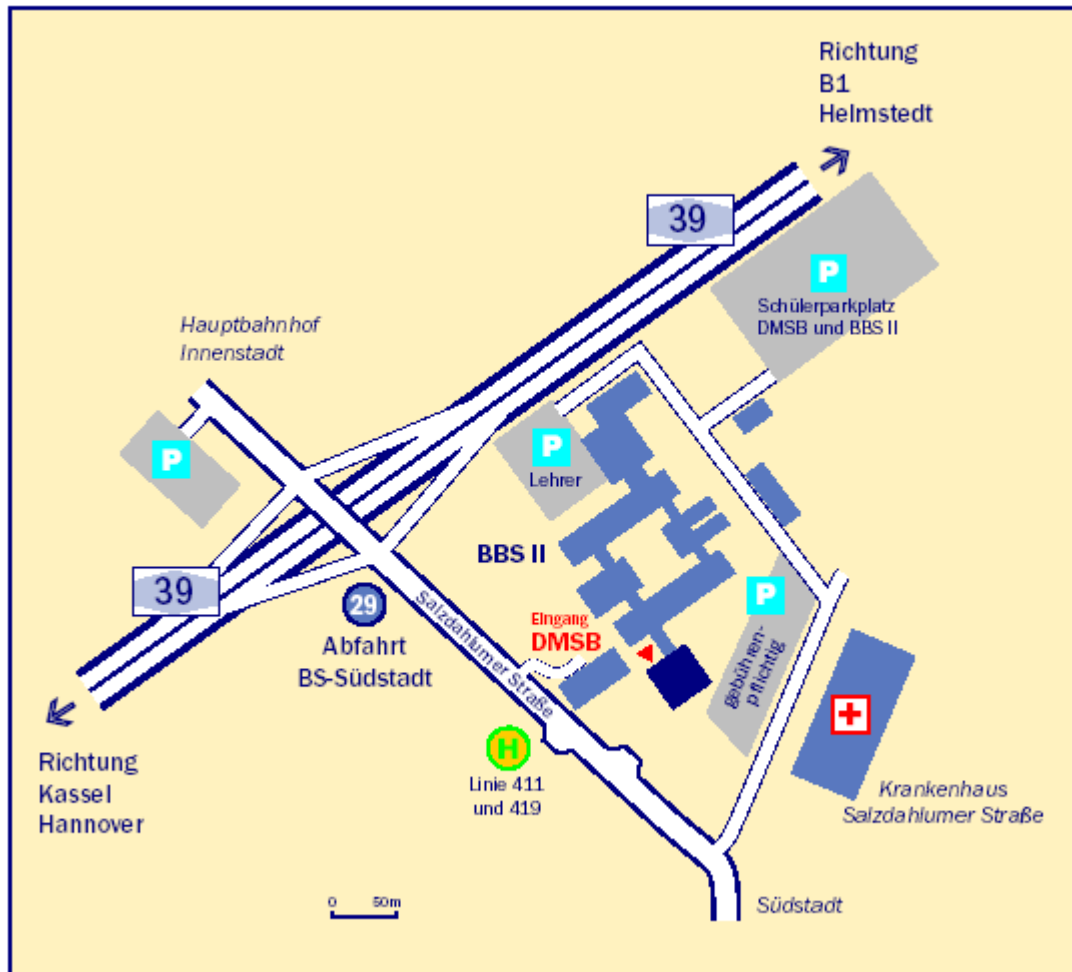 Richtung
B1
Helmstedt
39
P
Schülerparkplatz
DMSB und BBS II
Hauptbahnhof
Innenstadt
P
P
Lehrer
BBS II
39
29
Abfahrt
BS-Südstadt
Salzdahlumer Straße
Eingang
DMSB
P
gebühren-
pflichtig
H
Linie 411
und 419
Richtung
Kassel
Hannover
Krankenhaus
Salzdahlumer Straße
0 50m
Südstadt